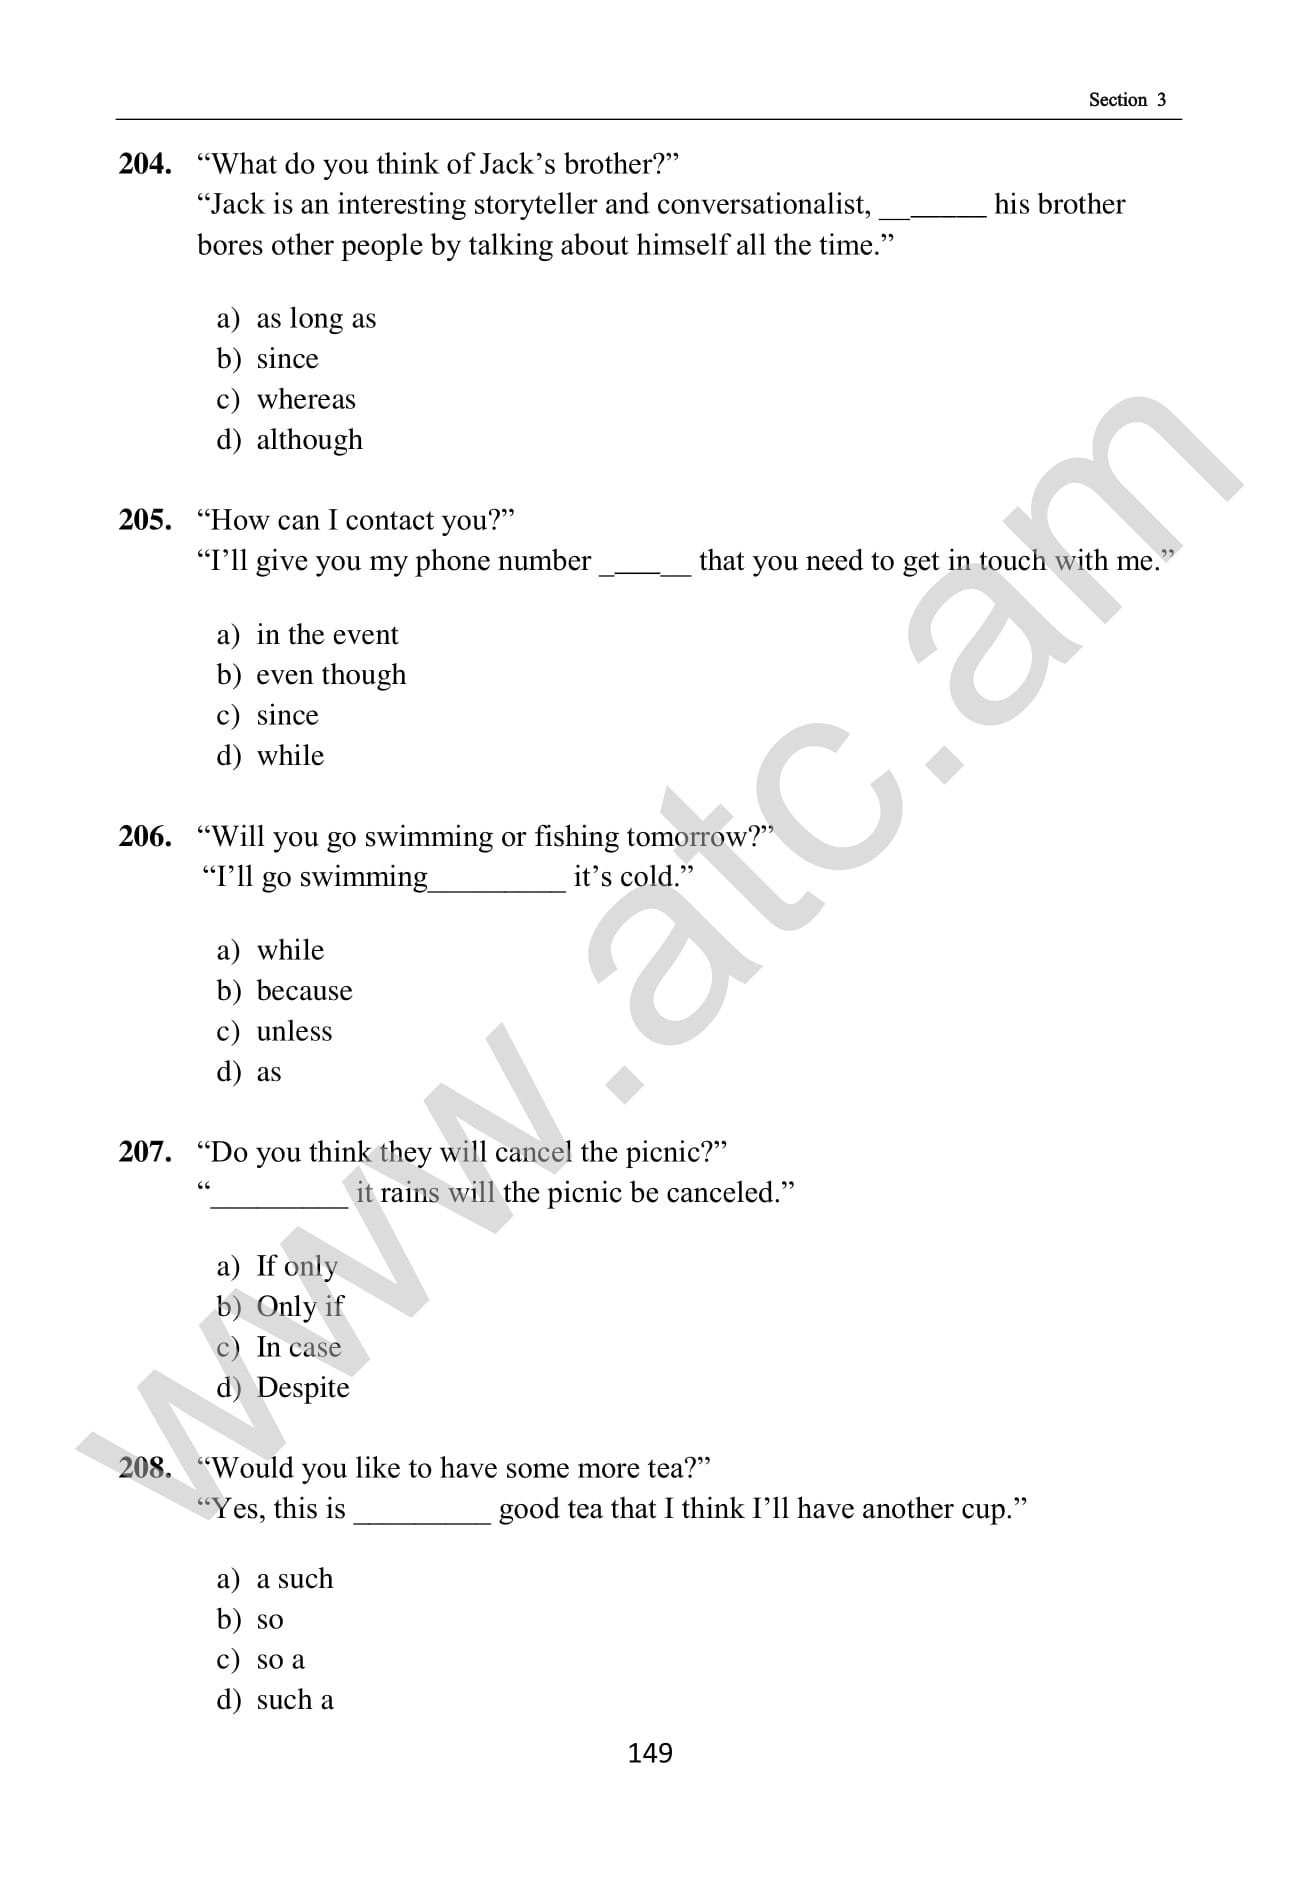 Section 3
204. “What do you think of Jack’s brother?”
“Jack is an interesting storyteller and conversationalist, _______ his brother
bores other people by talking about himself all the time.”
a) as long as
b) since
c) whereas
d) although
205. “How can I contact you?”
“I’ll give you my phone number ______ that you need to get in touch with me.”
a) in the event
b) even though
c) since
d) while
206. “Will you go swimming or fishing tomorrow?”
“I’ll go swimming_________ it’s cold.”
a) while
b) because
c) unless
d) as
207. “Do you think they will cancel the picnic?”
“_________ it rains will the picnic be canceled.”
a) If only
b) Only if
c) In case
d) Despite
208. “Would you like to have some more tea?”
“Yes, this is _________ good tea that I think I’ll have another cup.”
a) a such
b) so
c) so a
d) such a
149
www.atc.am